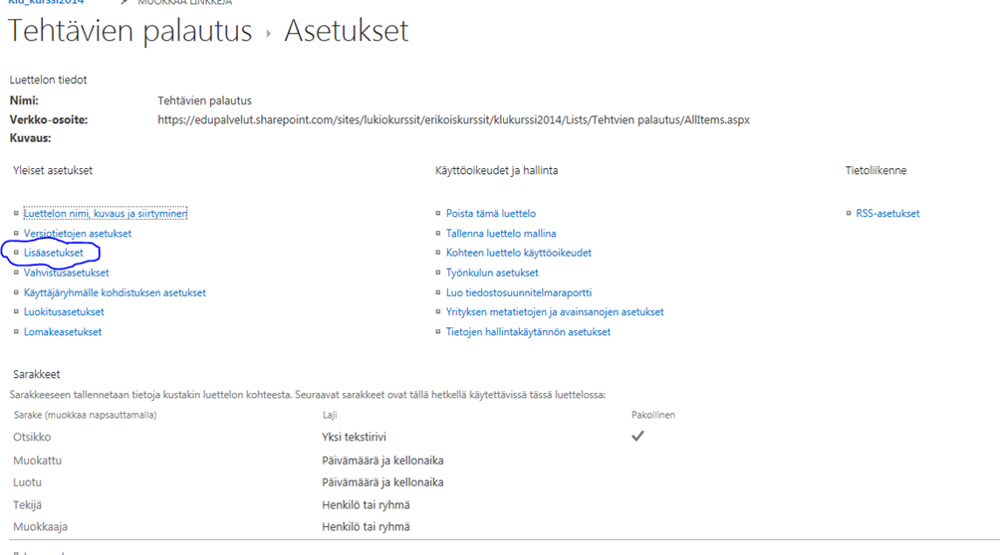 Klu_kurssi2014 MUOKKAA LINKKEJÄ
Tehtävien palautus ▸ Asetukset
Luettelon tiedot
Nimi: Tehtävien palautus
Verkko-osoite: https://edupalvelut.sharepoint.com/sites/lukiokurssit/erikoiskurssit/klukurssi2014/Lists/Tehtvien palautus/AllItems.aspx
Kuvaus:
Yleiset asetukset
Luettelon nimi, kuvaus ja siirtyminen
Versiotietojen asetukset
Lisäasetukset
Vahvistusasetukset
Käyttäjäryhmälle kohdistuksen asetukset
Luokitusasetukset
Lomakeasetukset
Käyttöoikeudet ja hallinta
Poista tämä luettelo
Tallenna luettelo mallina
Kohteen luettelo käyttöoikeudet
Työnkulun asetukset
Luo tiedostosuunnitelmaraportti
Yrityksen metatietojen ja avainsanojen asetukset
Tietojen hallintakäytännön asetukset
Tietoliikenne
RSS-asetukset
Sarakkeet
Sarakkeeseen tallennetaan tietoja kustakin luettelon kohteesta. Seuraavat sarakkeet ovat tällä hetkellä käytettävissä tässä luettelossa:
Sarake (muokkaa napsauttamalla) Laji Pakollinen
Otsikko Yksi tekstirivi ✓
Muokattu Päivämäärä ja kellonaika
Luotu Päivämäärä ja kellonaika
Tekijä Henkilö tai ryhmä
Muokkaaja Henkilö tai ryhmä